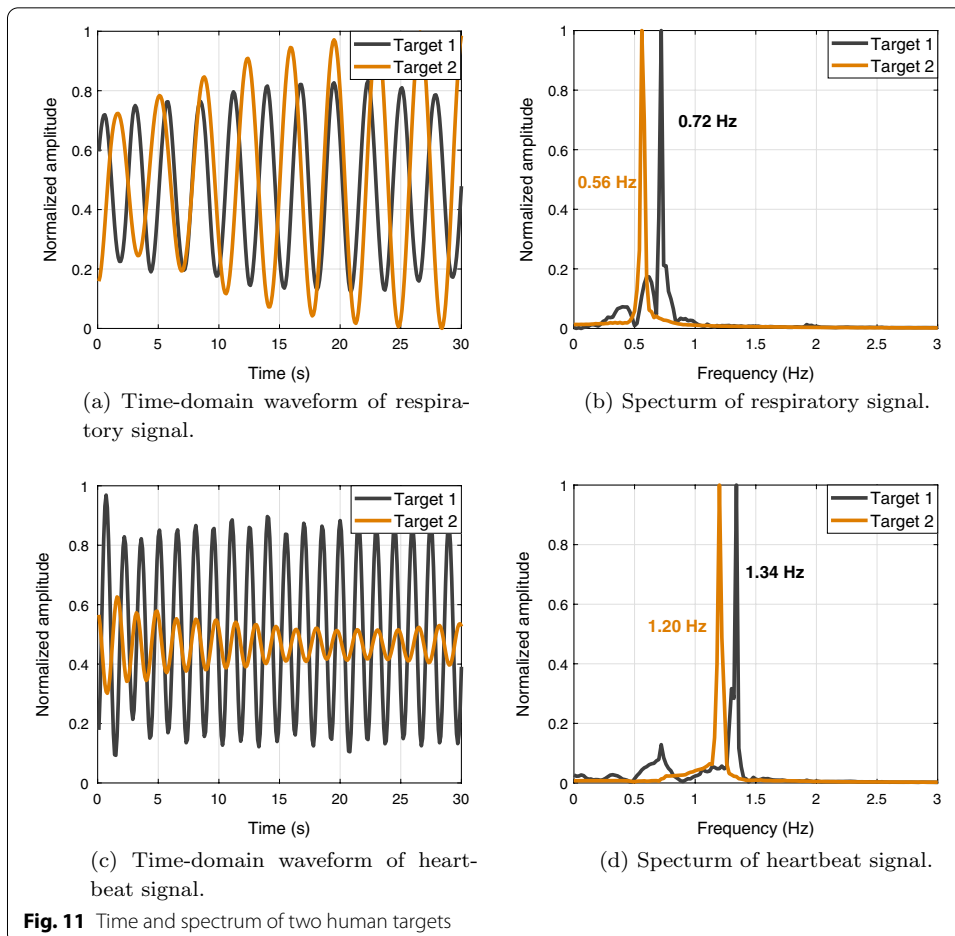 Normalized amplitude
1
0.8
0.6
0.4
0.2
0
0 5 10 15 20 25 30
Time (s)
Target 1
Target 2
(a) Time-domain waveform of respira-
tory signal.
Normalized amplitude
1
0.8
0.6
0.4
0.2
0
0 0.5 1 1.5 2 2.5 3
Frequency (Hz)
Target 1
Target 2
0.72 Hz
0.56 Hz
(b) Specturm of respiratory signal.
Normalized amplitude
1
0.8
0.6
0.4
0.2
0
0 5 10 15 20 25 30
Time (s)
Target 1
Target 2
(c) Time-domain waveform of heart-
beat signal.
Normalized amplitude
1
0.8
0.6
0.4
0.2
0
0 0.5 1 1.5 2 2.5 3
Frequency (Hz)
Target 1
Target 2
1.34 Hz
1.20 Hz
(d) Specturm of heartbeat signal.
Fig. 11 Time and spectrum of two human targets